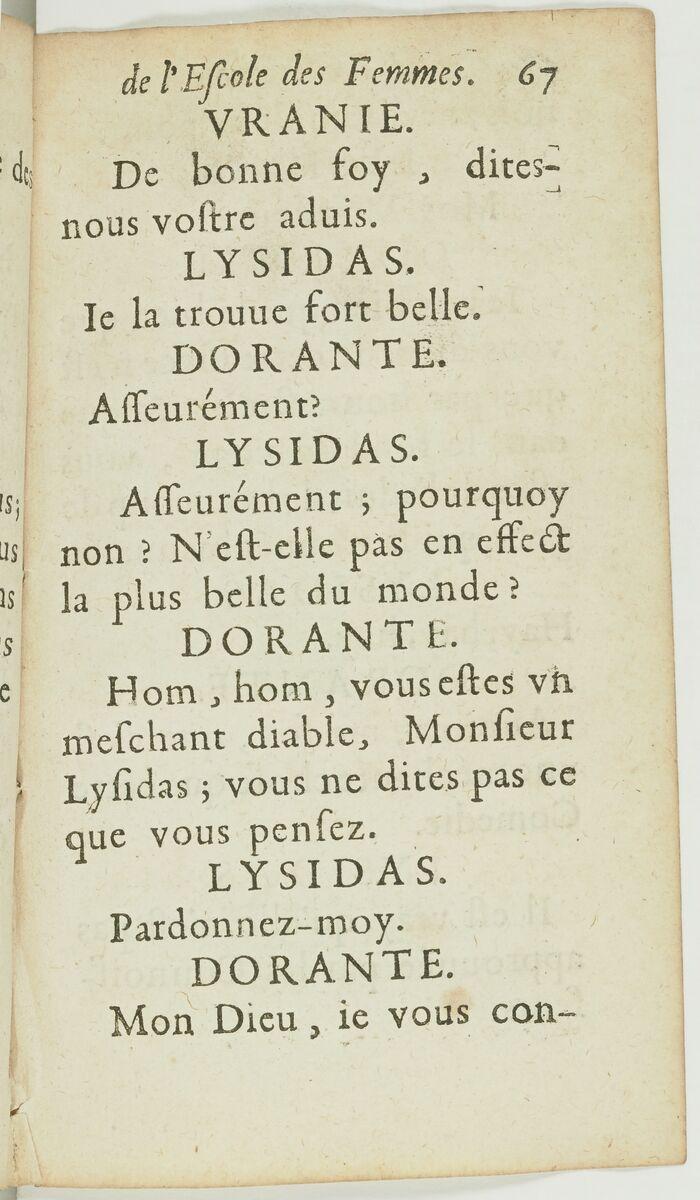 de l'Eſcole des Femmes. 67
VRANIE.
De bonne foy, dites-
nous voſtre aduis.
LYSIDAS.
Ie la trouue fort belle.
DORANTE.
Aſſeurément?
LYSIDAS.
Aſſeurément ; pourquoy
non ? N'eſt-elle pas en effect
la plus belle du monde ?
DORANTE.
Hom, hom, vous eſtes vn
meſchant diable, Monſieur
Lyſidas ; vous ne dites pas ce
que vous penſez.
LYSIDAS.
Pardonnez-moy.
DORANTE.
Mon Dieu, ie vous con-